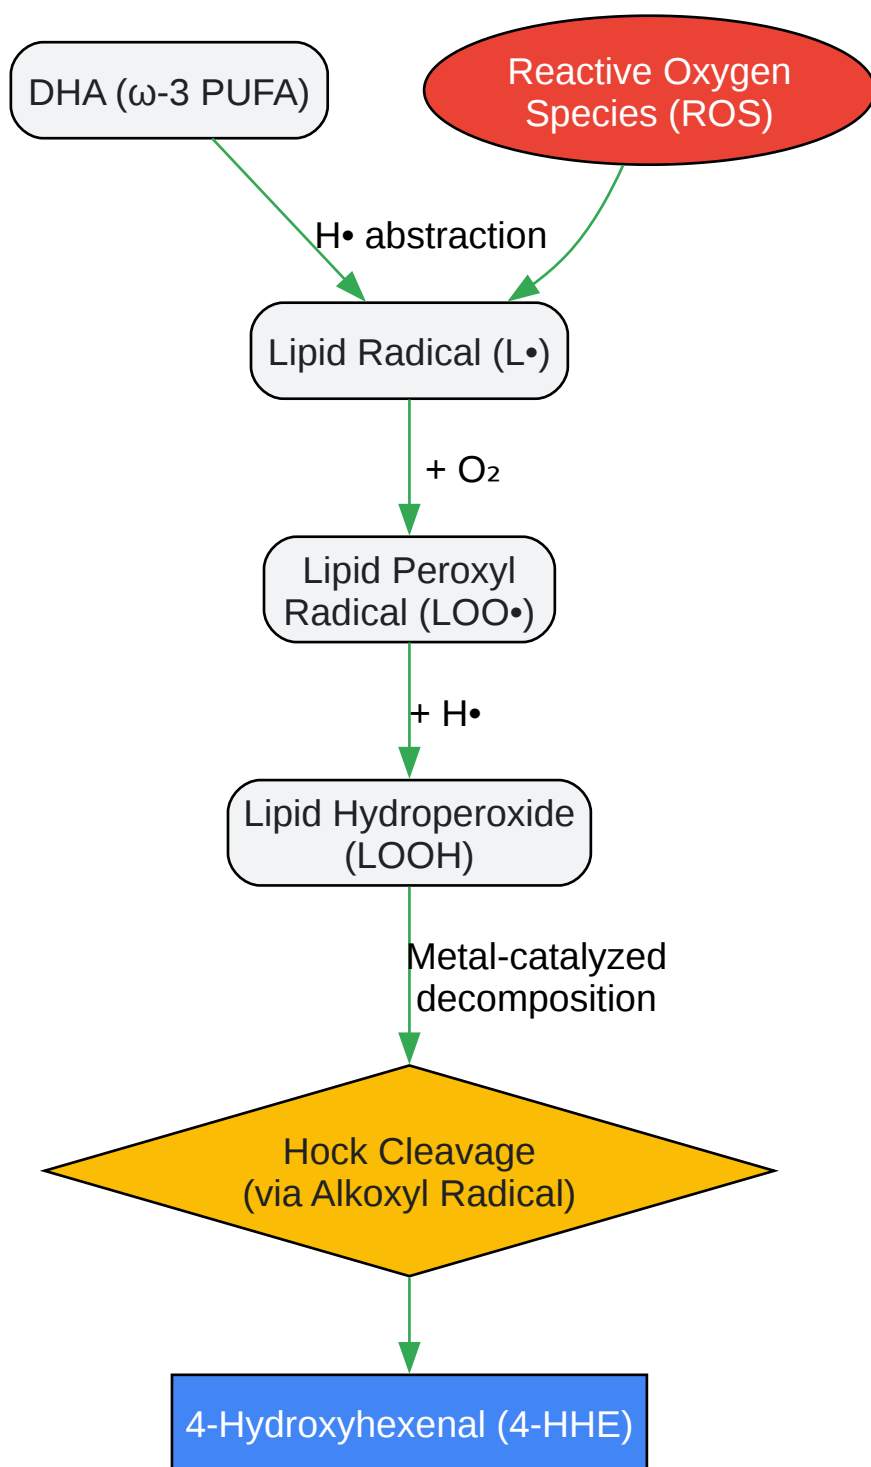 DHA (ω-3 PUFA)
Reactive Oxygen
Species (ROS)
H• abstraction
Lipid Radical (L•)
+ O₂
Lipid Peroxyl
Radical (LOO•)
+ H•
Lipid Hydroperoxide
(LOOH)
Metal-catalyzed
decomposition
Hock Cleavage
(via Alkoxyl Radical)
4-Hydroxyhexenal (4-HHE)